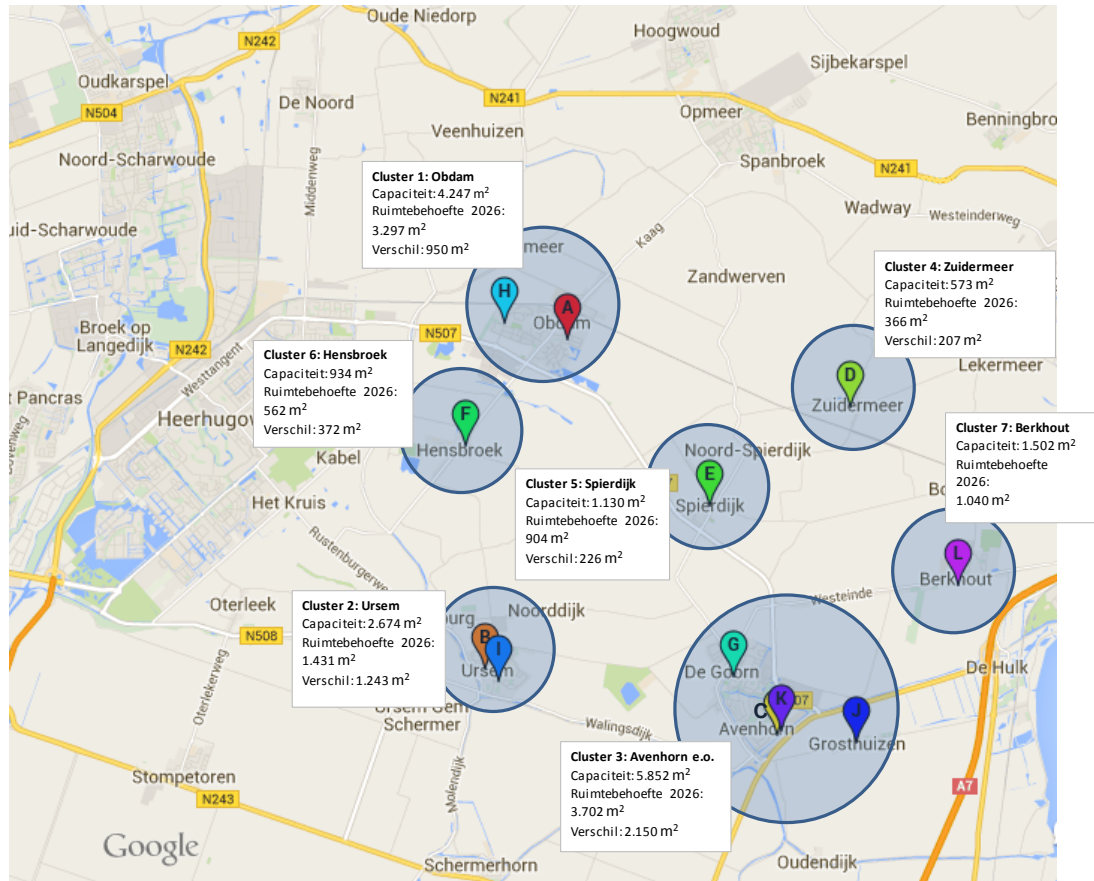 Oude Niedorp
Hoogwoud
N242
Sijbekarspel
Oudkarspel
De Noord
N241
N504
Opmeer
Benningbro
Veenhuizen
Noord-Scharwoude
Spanbroek
N241
Middenweg
Cluster 1: Obdam
Capaciteit: 4.247 m²
Ruimtebehoefte 2026:
3.297 m²
Verschil: 950 m²
Wadway
Westeinderweg
uid-Scharwoude
Kaag
meer
Zandwerven
Cluster 4: Zuidermeer
Capaciteit: 573 m²
Ruimtebehoefte 2026:
366 m²
Verschil: 207 m²
H
A
Obdam
Broek op
Langedijk
N507
N242
Westtangent
Cluster 6: Hensbroek
Capaciteit: 934 m²
Ruimtebehoefte 2026:
562 m²
Verschil: 372 m²
Lekermeer
D
Zuidermeer
t Pancras
Heerhugow
F
Hensbroek
Kabel
Cluster 7: Berkhout
Capaciteit: 1.502 m²
Ruimtebehoefte
2026:
1.040 m²
Noord-Spierdijk
E
Spierdijk
Cluster 5: Spierdijk
Capaciteit: 1.130 m²
Ruimtebehoefte 2026:
904 m²
Verschil: 226 m²
Het Kruis
Rustenburgerwe
L
Berkhout
Westeinde
Oterleek
N508
Cluster 2: Ursem
Capaciteit: 2.674 m²
Ruimtebehoefte 2026:
1.431 m²
Verschil: 1.243 m²
Noorddijk
burg
B
I
Ursem
G
De Goorn
De Hulk
Oterlekerweg
Ursem Gem
Schermer
K
07
C
Avenhorn
J
Grosthuizen
Walingsdijk
Cluster 3: Avenhorn e.o.
Capaciteit: 5.852 m²
Ruimtebehoefte 2026:
3.702 m²
Verschil: 2.150 m²
Stompetoren
Molendijk
N243
A7
Google
Schermerhorn
Oudendijk